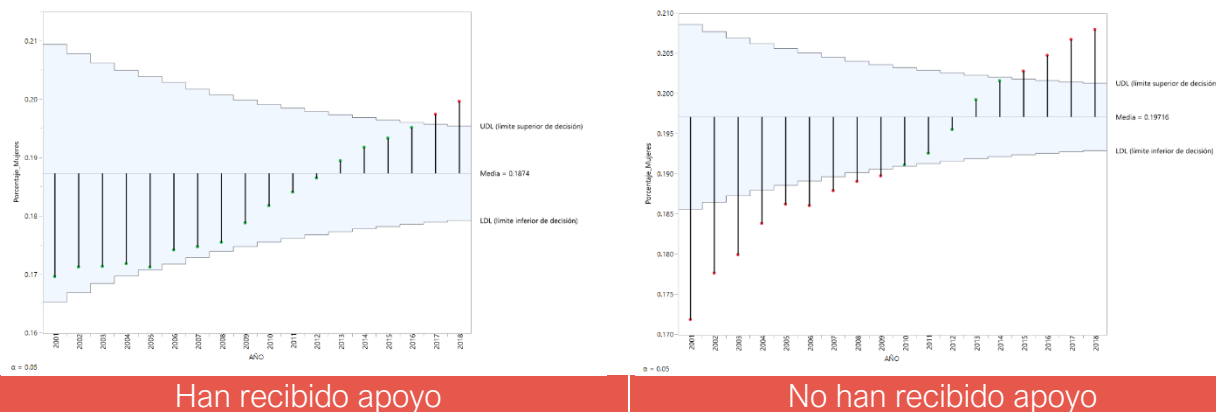 0.21
0.20
0.19
0.18
0.17
0.16
Porcentaje_Mujeres
UDL (límite superior de decisión)
Media = 0.1874
LDL (límite inferior de decisión)
2001 2002 2003 2004 2005 2006 2007 2008 2009 2010 2011 2012 2013 2014 2015 2016 2017 2018
AÑO
α = 0.05
Han recibido apoyo
0.210
0.205
0.200
0.195
0.190
0.185
0.180
0.175
0.170
Porcentaje_Mujeres
UDL (límite superior de decisión)
Media = 0.19716
LDL (límite inferior de decisión)
2001 2002 2003 2004 2005 2006 2007 2008 2009 2010 2011 2012 2013 2014 2015 2016 2017 2018
AÑO
α = 0.05
No han recibido apoyo